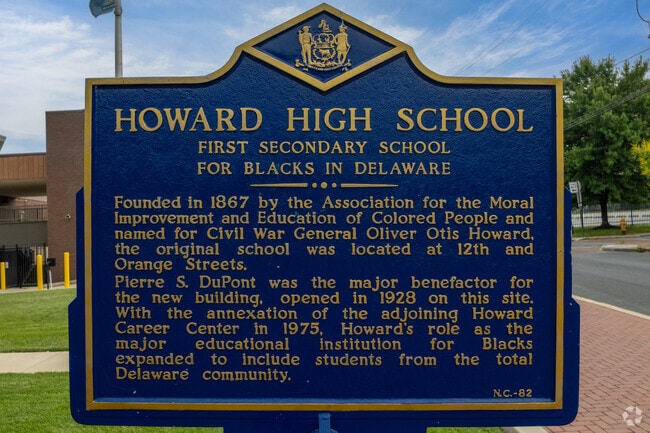 HOWARD HIGH SCHOOL
FIRST SECONDARY SCHOOL
FOR BLACKS IN DELAWARE
Founded in 1867 by the Association for the Moral
Improvement and Education of Colored People and
named for Civil War General Oliver Otis Howard,
the original school was located at 12th and
Orange Streets.
Pierre S. DuPont was the major benefactor for
the new building, opened in 1928 on this site.
With the annexation of the adjoining Howard
Career Center in 1975, Howard's role as the
major educational institution for Blacks
expanded to include students from the total
Delaware community.
N.C.-82